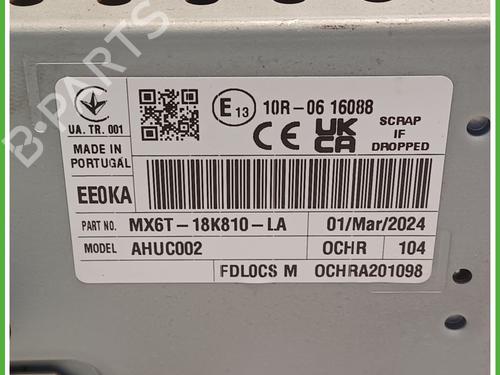 B-PARTS
UA. TR. 001
E13
10R-06 16088
CE
UK
CA
SCRAP
IF
DROPPED
MADE IN
PORTUGAL
EE0KA
PART NO. MX6T-18K810-LA 01/Mar/2024
MODEL AHUC002 OCHR 104
FDLOCS M OCHRA201098